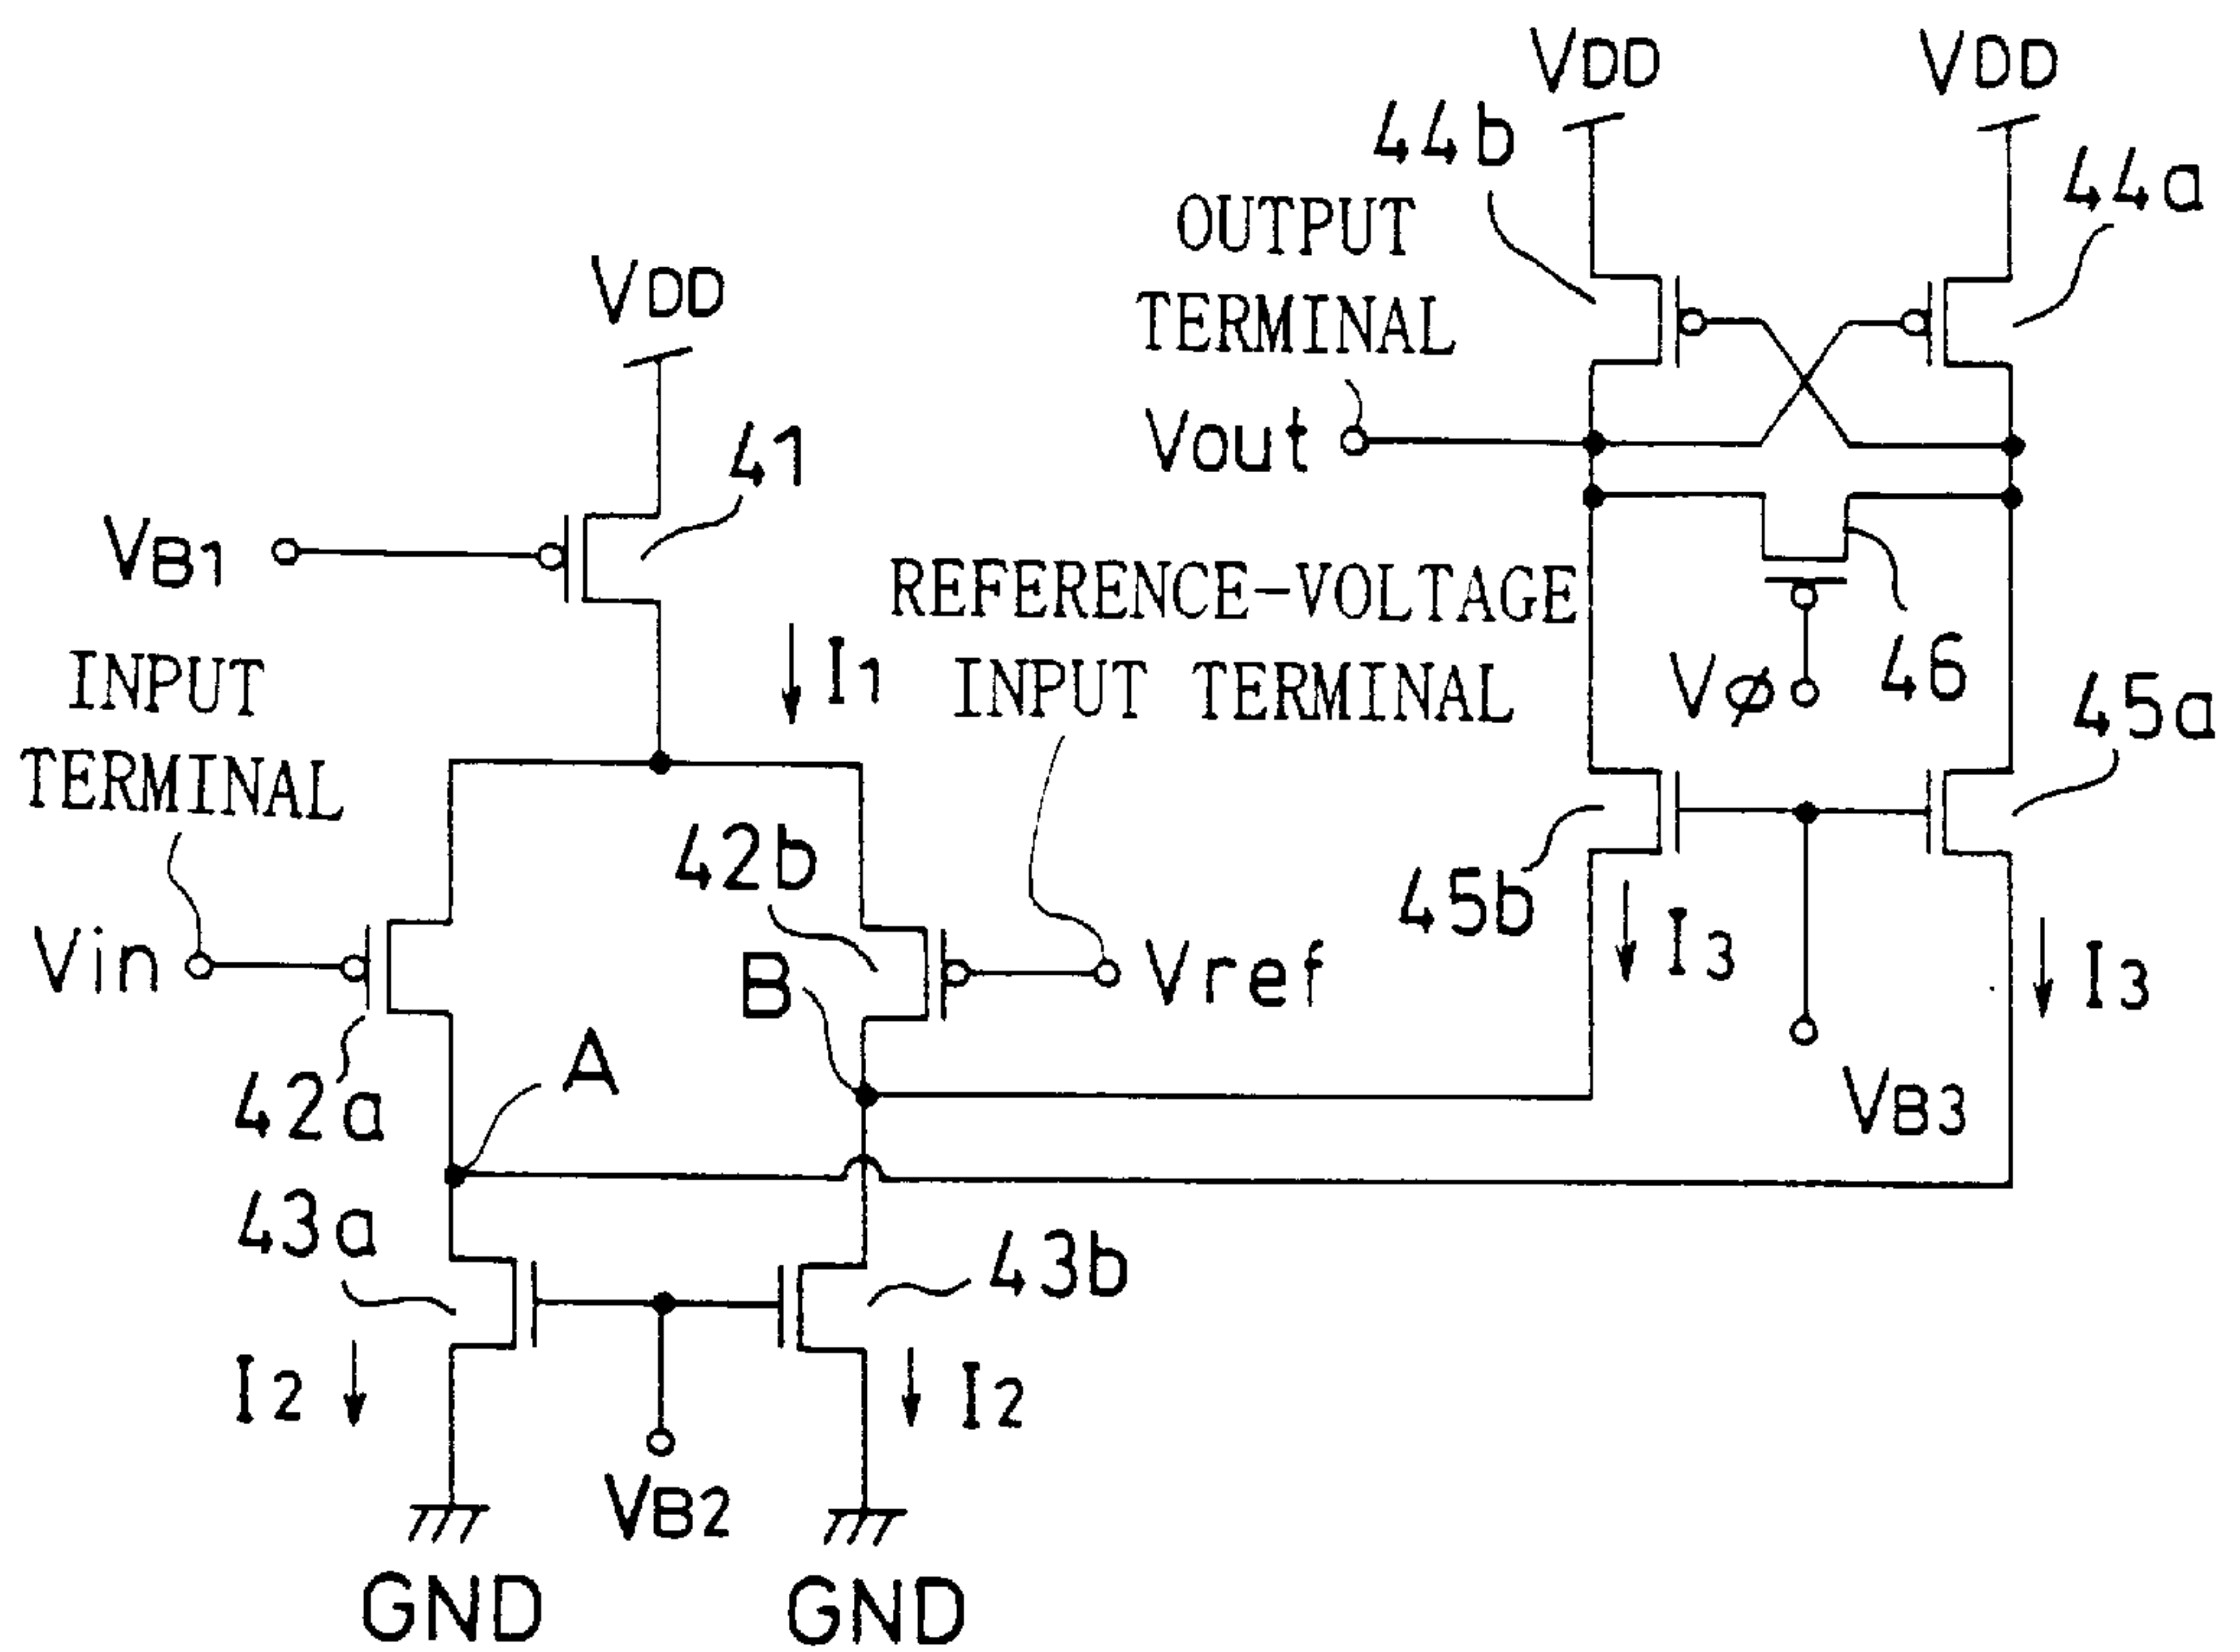 VDD
VDD
44b
44a
OUTPUT
TERMINAL
Vout
VDD
41
VB1
I1
REFERENCE-VOLTAGE
INPUT TERMINAL
Vφ
46
45a
INPUT
TERMINAL
42b
45b
I3
I3
Vin
B
Vref
42a
A
VB3
43a
43b
I2
I2
VB2
GND
GND